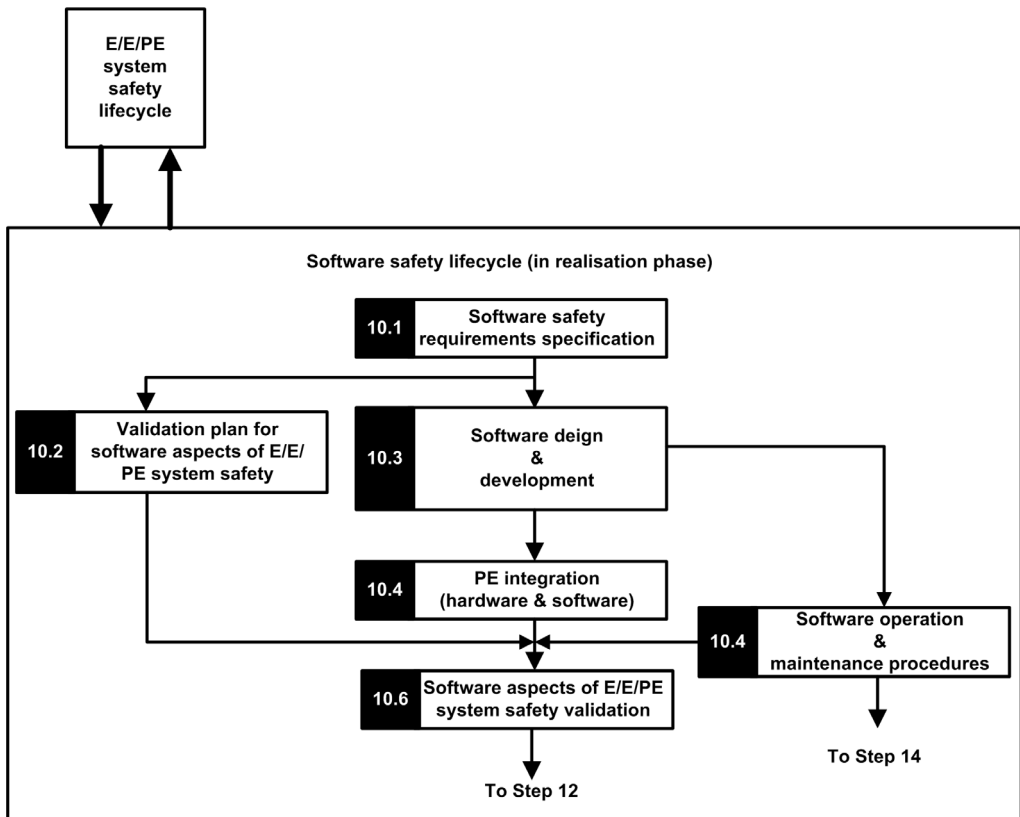 E/E/PE
system
safety
lifecycle
Software safety lifecycle (in realisation phase)
10.1
Software safety
requirements specification
10.2
Validation plan for
software aspects of E/E/
PE system safety
10.3
Software deign
&
development
10.4
PE integration
(hardware & software)
10.4
Software operation
&
maintenance procedures
10.6
Software aspects of E/E/PE
system safety validation
To Step 14
To Step 12